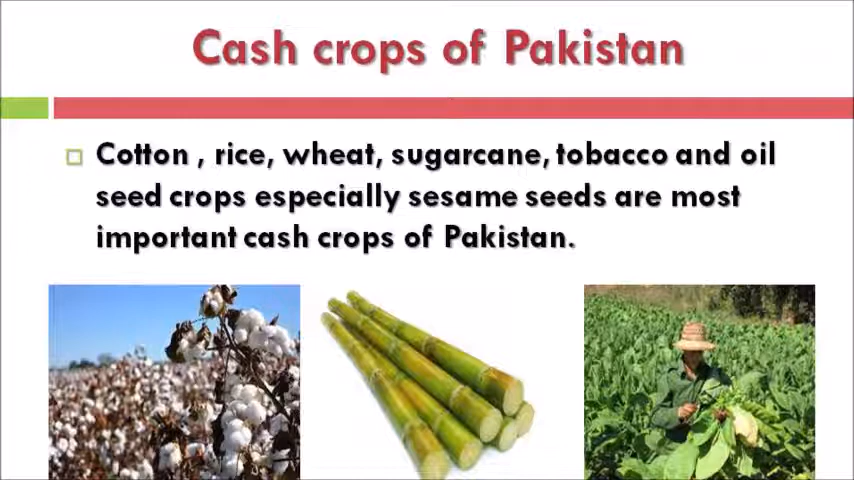 Cash crops of Pakistan
Cotton , rice, wheat, sugarcane, tobacco and oil
seed crops especially sesame seeds are most
important cash crops of Pakistan.